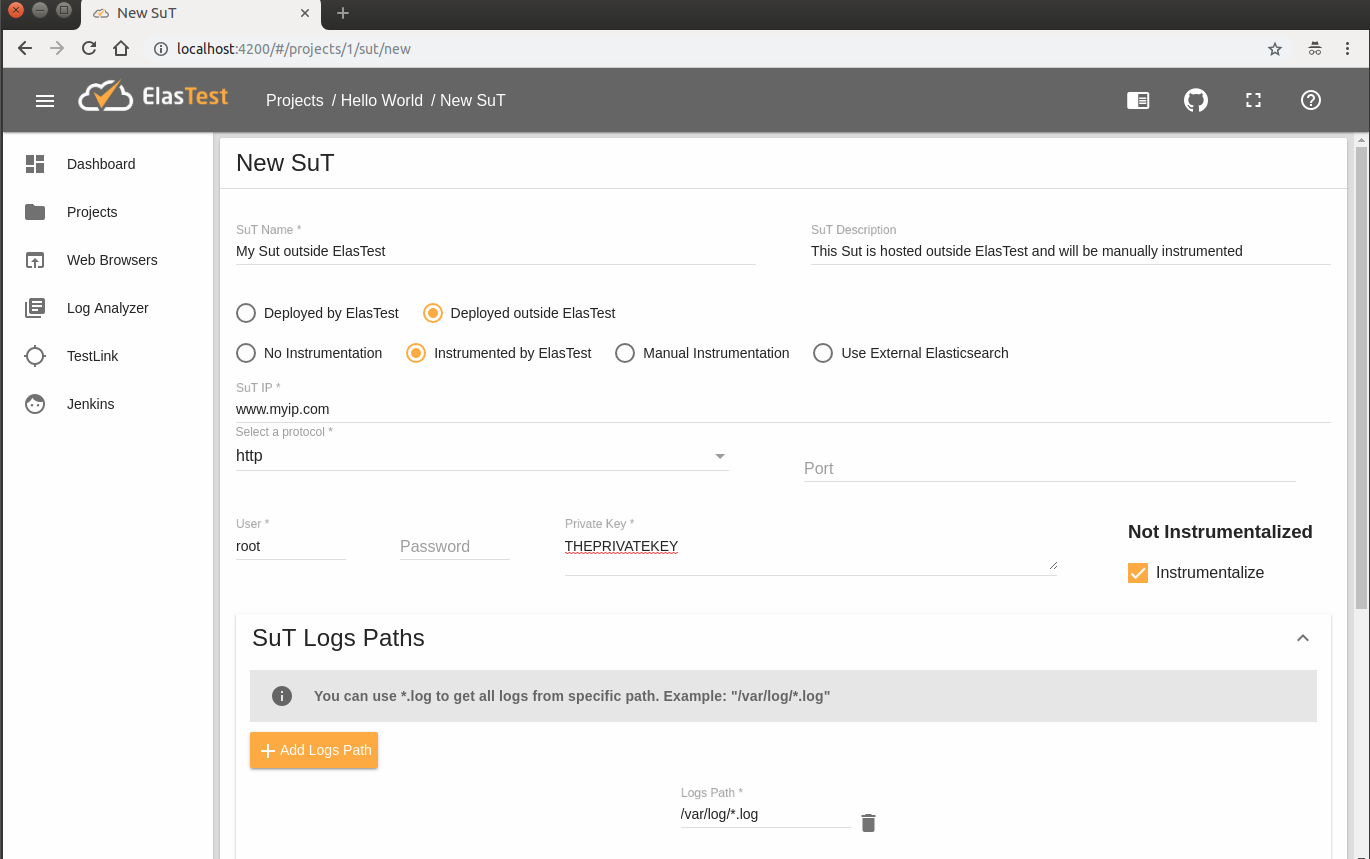 New SuT
localhost:4200/#/projects/1/sut/new
ElasTest
Projects / Hello World / New SuT
Dashboard
Projects
Web Browsers
Log Analyzer
TestLink
Jenkins
New SuT
SuT Name *
My Sut outside ElasTest
SuT Description
This Sut is hosted outside ElasTest and will be manually instrumented
Deployed by ElasTest
Deployed outside ElasTest
No Instrumentation
Instrumented by ElasTest
Manual Instrumentation
Use External Elasticsearch
SuT IP *
www.myip.com
Select a protocol *
http
Port
User *
root
Password
Private Key *
THEPRIVATEKEY
Not Instrumentalized
Instrumentalize
SuT Logs Paths
You can use *.log to get all logs from specific path. Example: "/var/log/*.log"
Add Logs Path
Logs Path *
/var/log/*.log